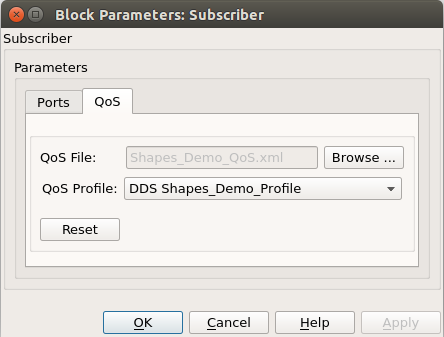 Block Parameters: Subscriber
Subscriber
Parameters
Ports QoS
QoS File: Shapes_Demo_QoS.xml Browse ...
QoS Profile: DDS Shapes_Demo_Profile
Reset
OK Cancel Help Apply